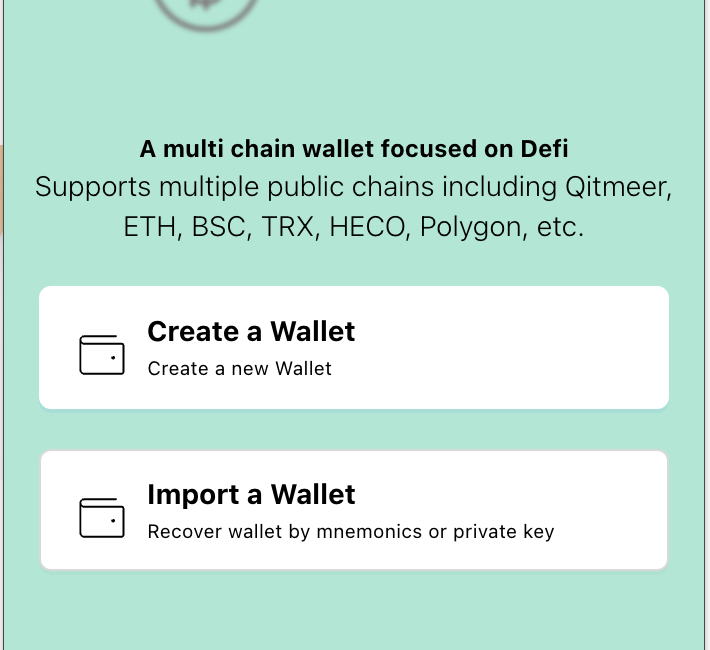 A multi chain wallet focused on Defi
Supports multiple public chains including Qitmeer,
ETH, BSC, TRX, HECO, Polygon, etc.
Create a Wallet
Create a new Wallet
Import a Wallet
Recover wallet by mnemonics or private key